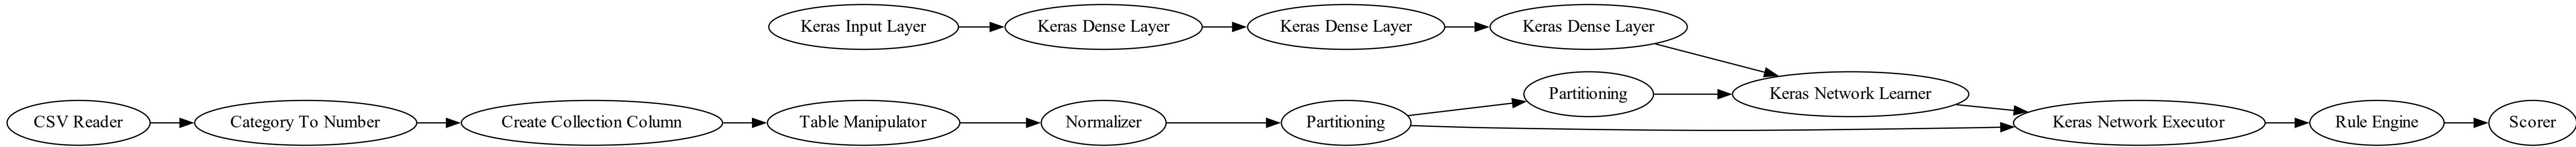 Keras Input Layer
Keras Dense Layer
Keras Dense Layer
Keras Dense Layer
Partitioning
Keras Network Learner
CSV Reader
Category To Number
Create Collection Column
Table Manipulator
Normalizer
Partitioning
Keras Network Executor
Rule Engine
Scorer